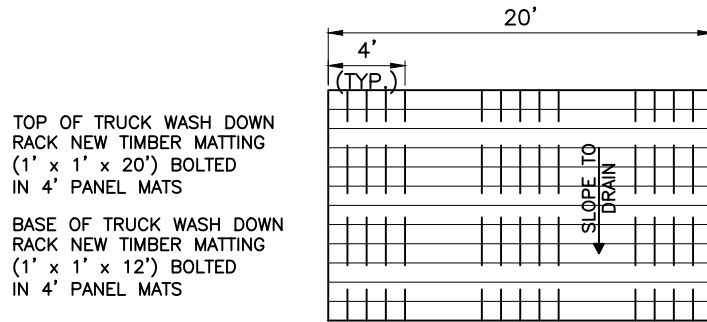 20'
4'
(TYP.)
TOP OF TRUCK WASH DOWN
RACK NEW TIMBER MATTING
(1' x 1' x 20') BOLTED
IN 4' PANEL MATS
BASE OF TRUCK WASH DOWN
RACK NEW TIMBER MATTING
(1' x 1' x 12') BOLTED
IN 4' PANEL MATS
SLOPE TO
DRAIN